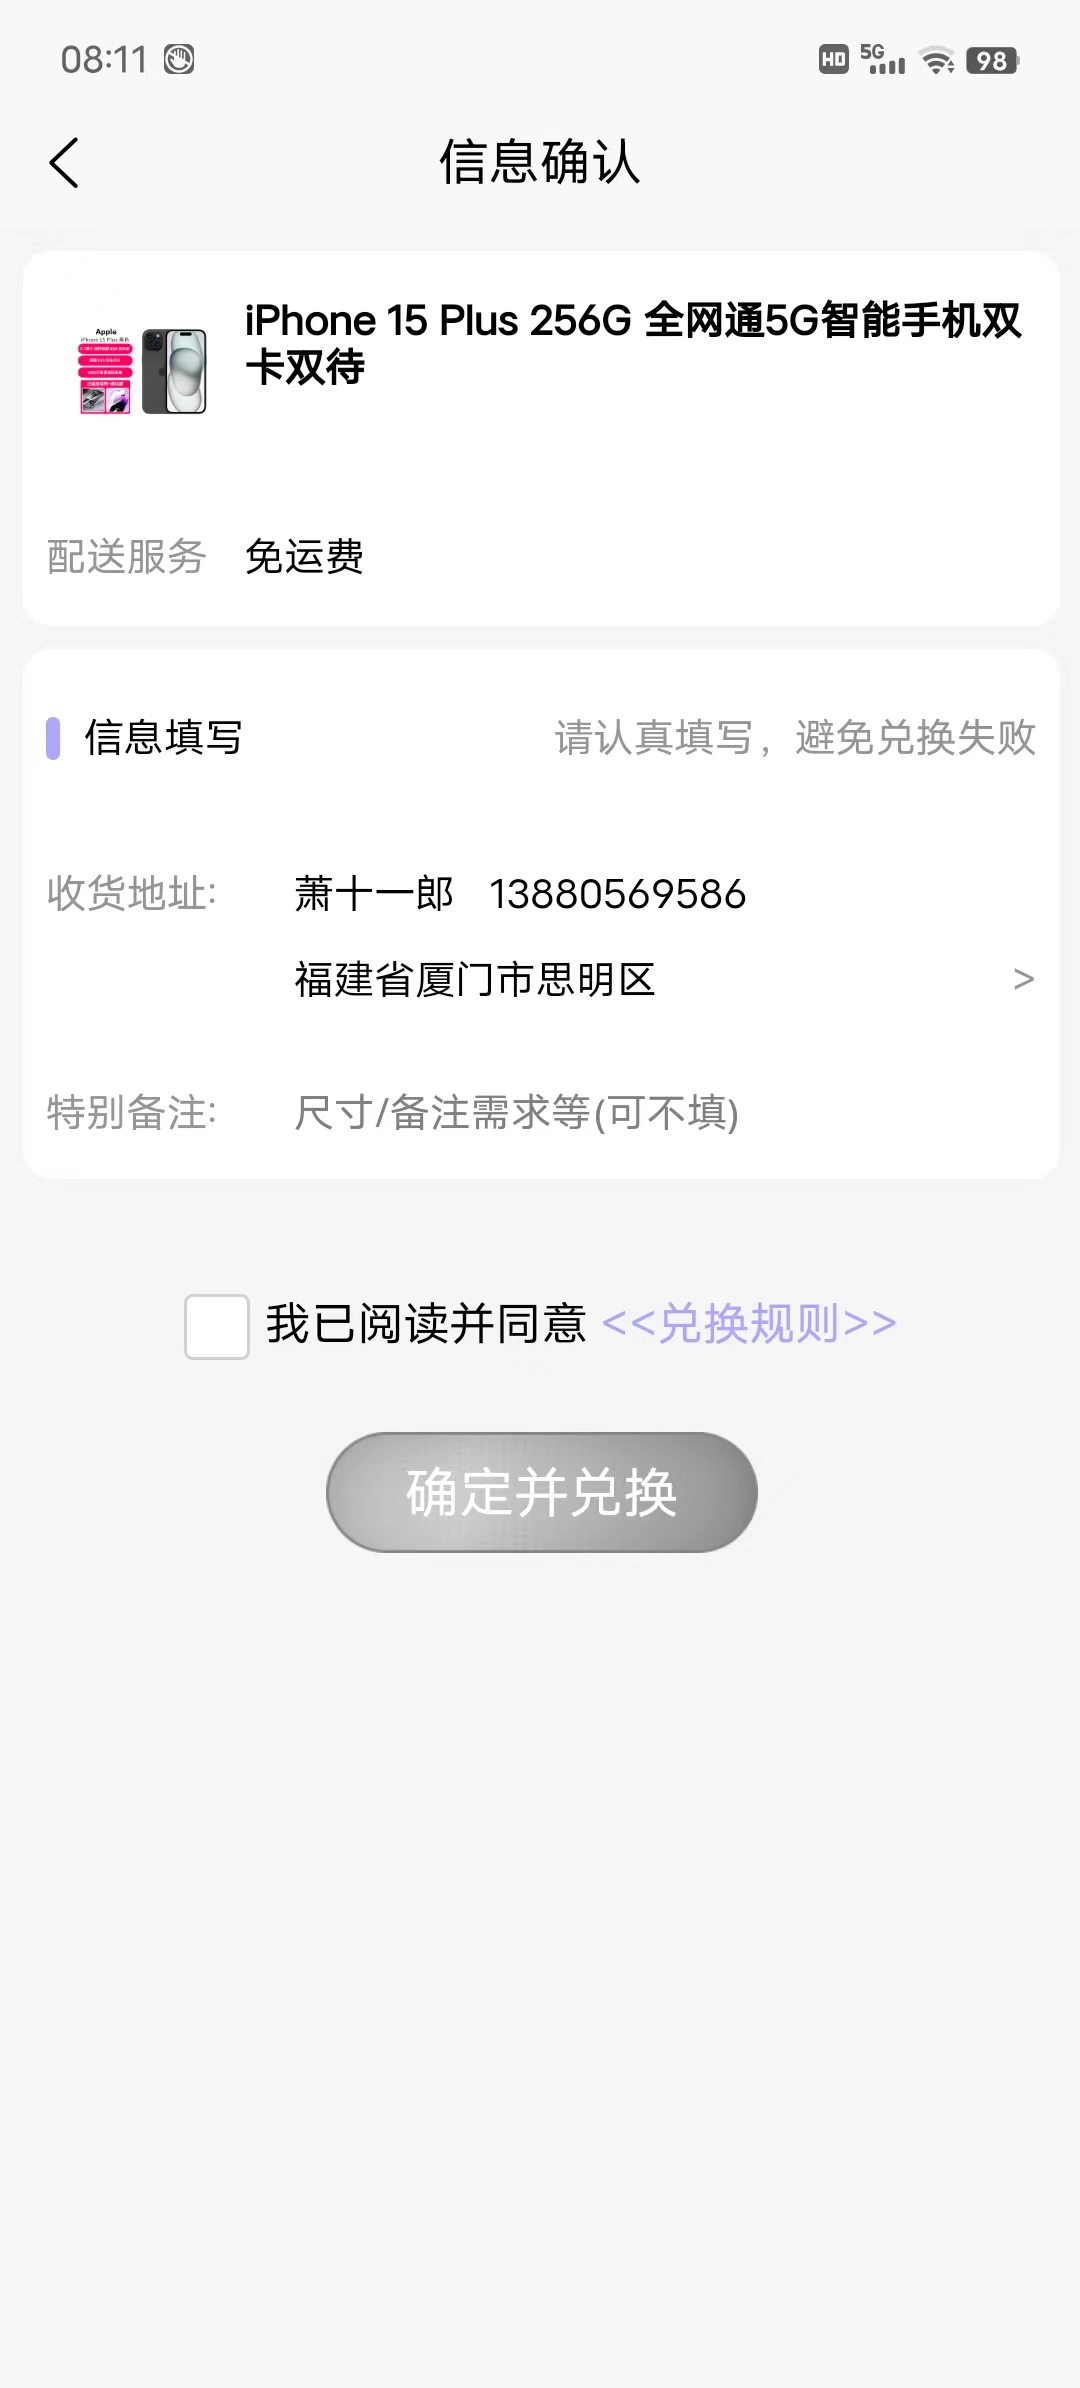 08:11
HD 5G 98
信息确认
iPhone 15 Plus 256G 全网通5G智能手机双
卡双待
Apple
iPhone 15 Plus 黑色
配送服务 免运费
信息填写 请认真填写，避免兑换失败
收货地址: 萧十一郎 13880569586
福建省厦门市思明区 >
特别备注: 尺寸/备注需求等(可不填)
我已阅读并同意 <<兑换规则>>
确定并兑换